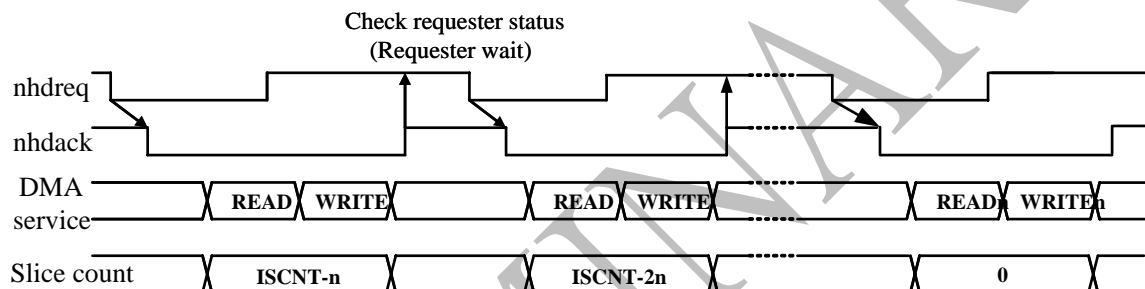 Check requester status
(Requester wait)
nhdreq
nhdack
DMA
service
READ WRITE READ WRITE READn WRITEn
Slice count ISCNT-n ISCNT-2n 0